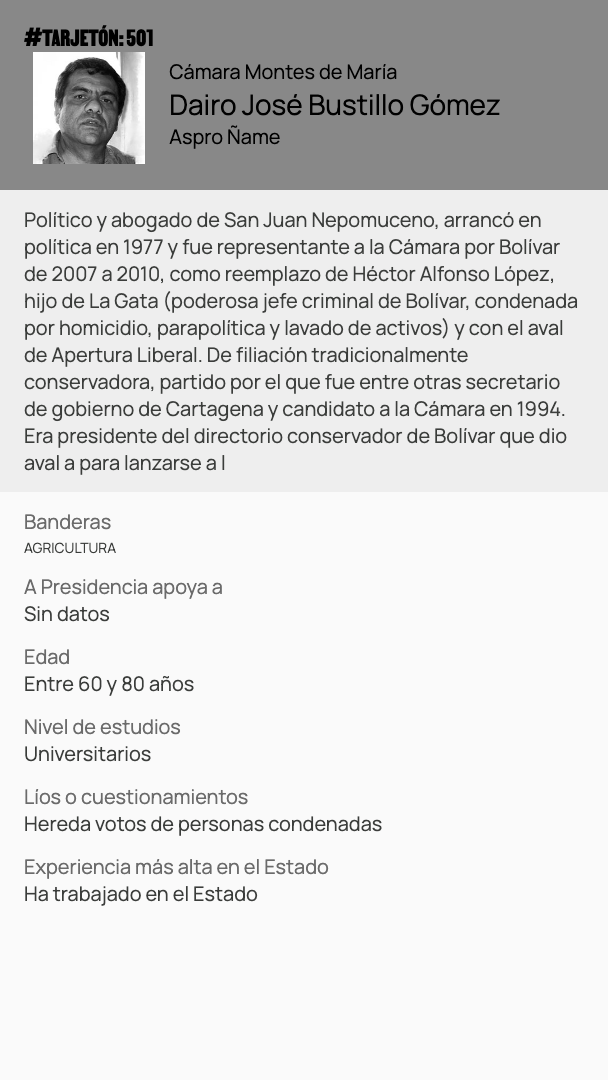 #TARJETÓN: 501
Cámara Montes de María
Dairo José Bustillo Gómez
Aspro Ñame
Político y abogado de San Juan Nepomuceno, arrancó en
política en 1977 y fue representante a la Cámara por Bolívar
de 2007 a 2010, como reemplazo de Héctor Alfonso López,
hijo de La Gata (poderosa jefe criminal de Bolívar, condenada
por homicidio, parapolítica y lavado de activos) y con el aval
de Apertura Liberal. De filiación tradicionalmente
conservadora, partido por el que fue entre otras secretario
de gobierno de Cartagena y candidato a la Cámara en 1994.
Era presidente del directorio conservador de Bolívar que dio
aval a para lanzarse a l
Banderas
AGRICULTURA
A Presidencia apoya a
Sin datos
Edad
Entre 60 y 80 años
Nivel de estudios
Universitarios
Líos o cuestionamientos
Hereda votos de personas condenadas
Experiencia más alta en el Estado
Ha trabajado en el Estado